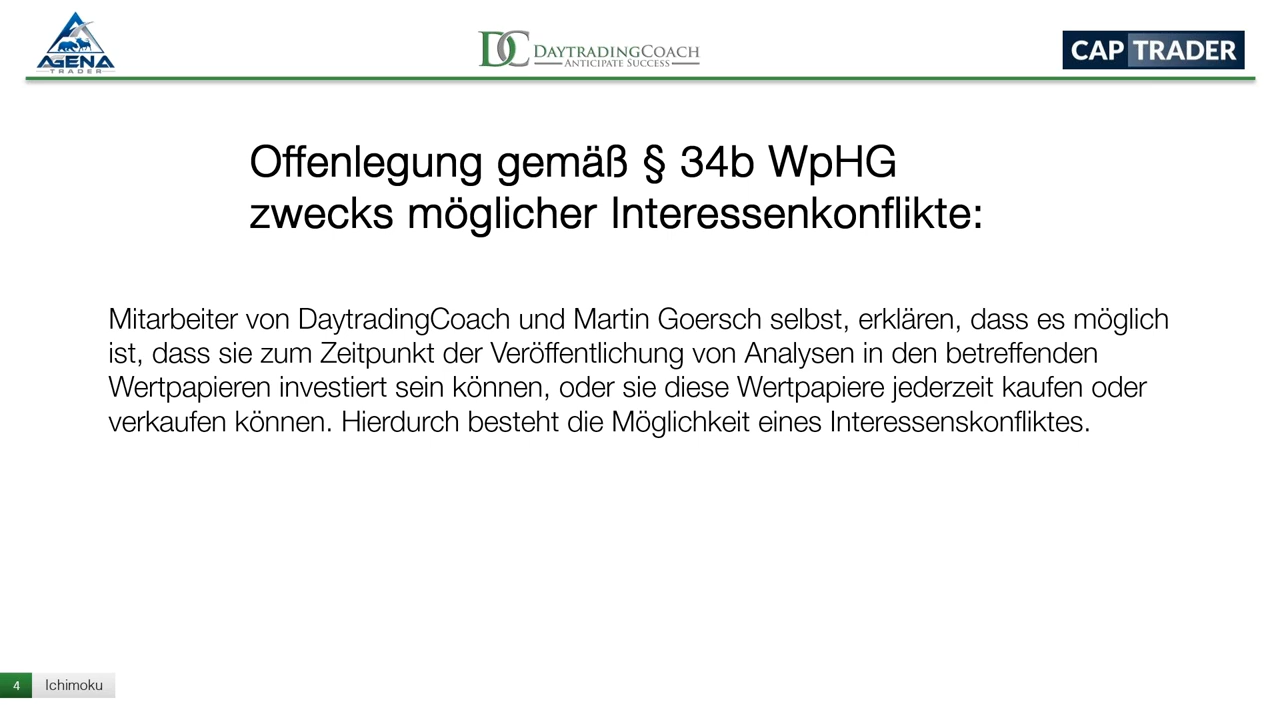 AGENA
TRADER
DC DAYTRADINGCOACH
ANTICIPATE SUCCESS
CAP TRADER
Offenlegung gemäß § 34b WpHG
zwecks möglicher Interessenkonflikte:
Mitarbeiter von DaytradingCoach und Martin Goersch selbst, erklären, dass es möglich
ist, dass sie zum Zeitpunkt der Veröffentlichung von Analysen in den betreffenden
Wertpapieren investiert sein können, oder sie diese Wertpapiere jederzeit kaufen oder
verkaufen können. Hierdurch besteht die Möglichkeit eines Interessenskonfliktes.
4 Ichimoku